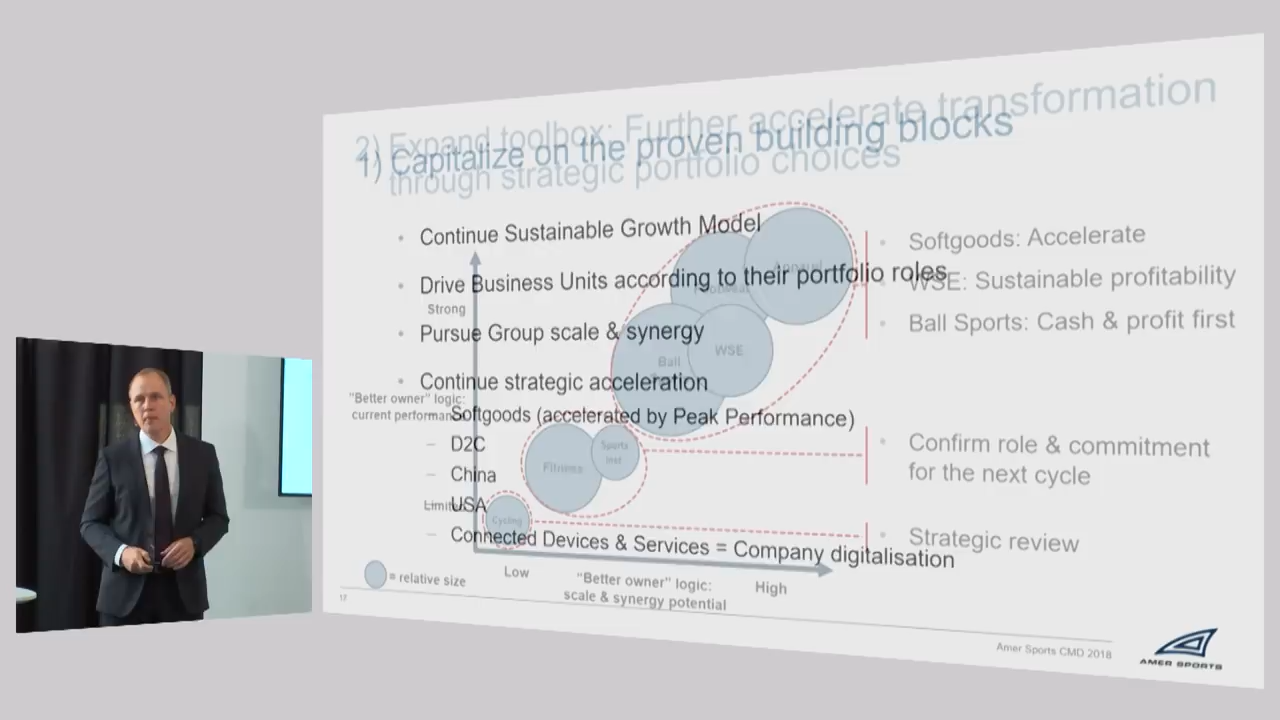 2) Expand toolbox: Further accelerate transformation
through strategic portfolio choices
1) Capitalize on the proven building blocks
• Continue Sustainable Growth Model
• Drive Business Units according to their portfolio roles
• Pursue Group scale & synergy
• Continue strategic acceleration
– Softgoods (accelerated by Peak Performance)
– D2C
– China
– USA
– Connected Devices & Services = Company digitalisation
Strong
"Better owner" logic:
current performance
Apparel
Footwear
WSE
Ball
Fitness
Sports
Inst
Cycling
• Softgoods: Accelerate
• WSE: Sustainable profitability
• Ball Sports: Cash & profit first
• Confirm role & commitment
for the next cycle
• Strategic review
= relative size
Low
"Better owner" logic:
scale & synergy potential
High
17
Amer Sports CMD 2018
AMER SPORTS